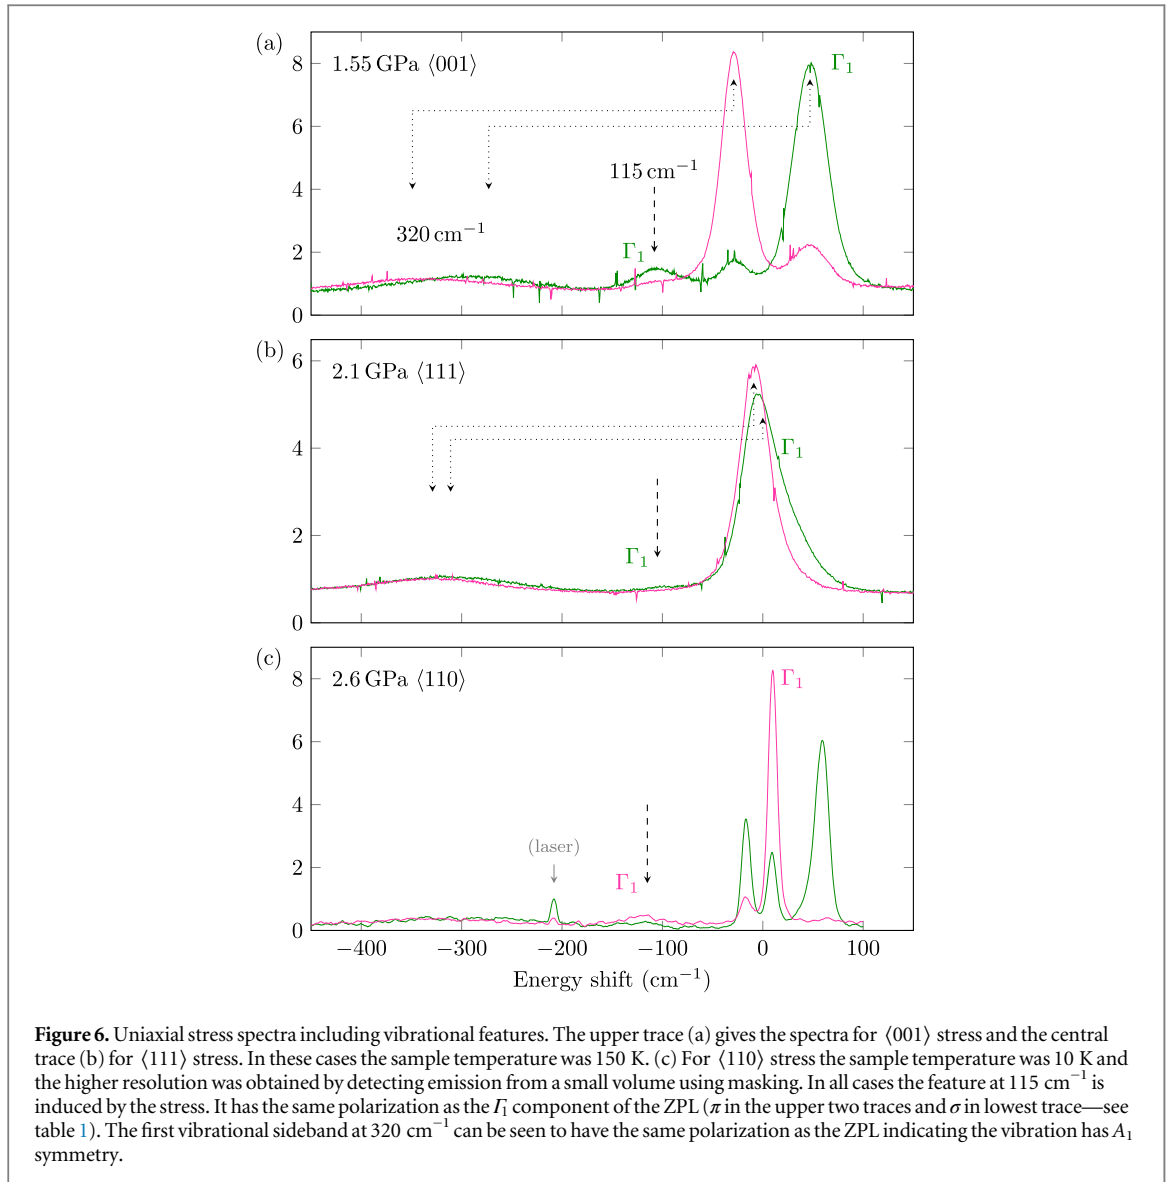 (a)
1.55 GPa ⟨001⟩
Γ1
115 cm−1
320 cm−1
Γ1
8
6
4
2
0
(b)
2.1 GPa ⟨111⟩
Γ1
Γ1
6
4
2
0
(c)
2.6 GPa ⟨110⟩
Γ1
(laser)
Γ1
8
6
4
2
0
−400 −300 −200 −100 0 100
Energy shift (cm−1)
Figure 6. Uniaxial stress spectra including vibrational features. The upper trace (a) gives the spectra for ⟨001⟩ stress and the central
trace (b) for ⟨111⟩ stress. In these cases the sample temperature was 150 K. (c) For ⟨110⟩ stress the sample temperature was 10 K and
the higher resolution was obtained by detecting emission from a small volume using masking. In all cases the feature at 115 cm−1 is
induced by the stress. It has the same polarization as the Γ1 component of the ZPL (π in the upper two traces and σ in lowest trace—see
table 1). The first vibrational sideband at 320 cm−1 can be seen to have the same polarization as the ZPL indicating the vibration has A1
symmetry.